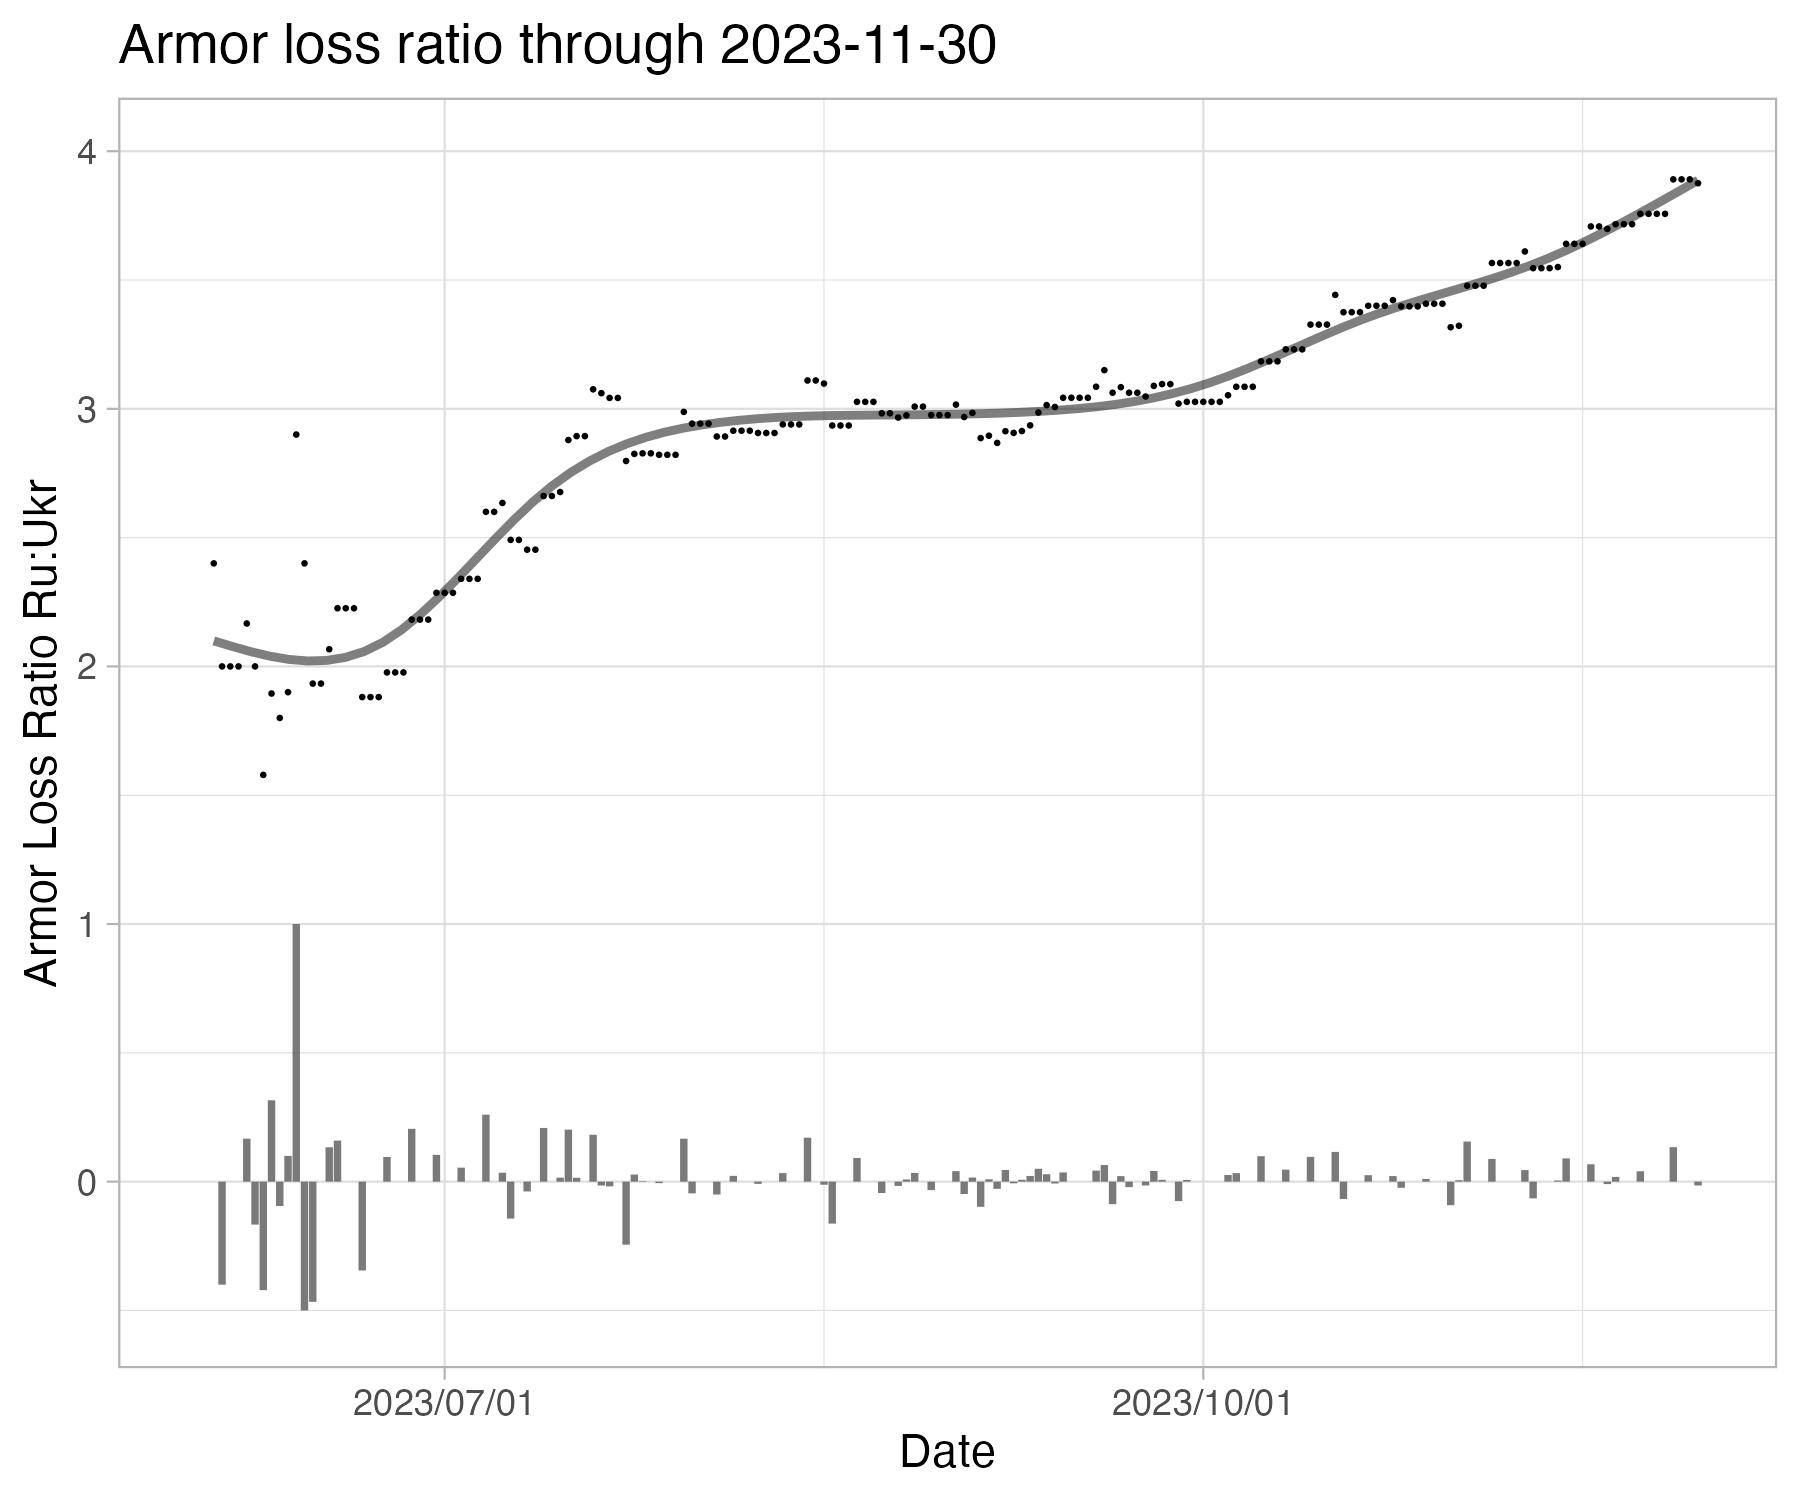 Armor loss ratio through 2023-11-30
Armor Loss Ratio Ru:Ukr
4
3
2
1
0
2023/07/01
2023/10/01
Date